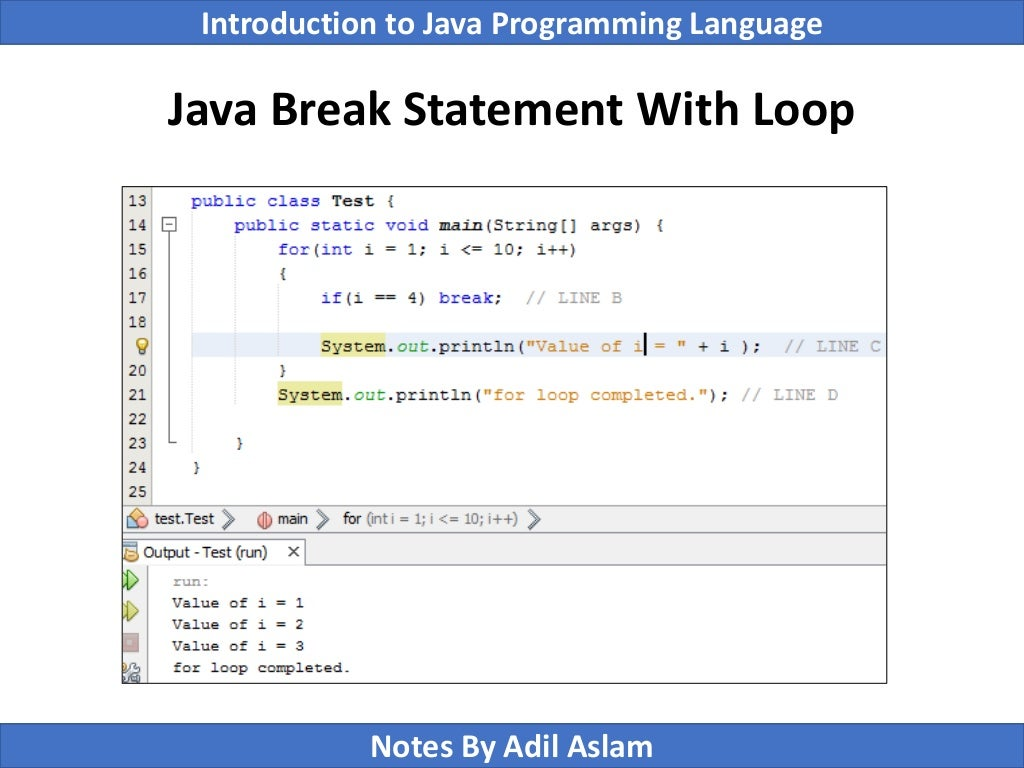 Introduction to Java Programming Language
Java Break Statement With Loop
13 public class Test {
14 public static void main(String[] args) {
15 for(int i = 1; i <= 10; i++)
16 {
17 if(i == 4) break; // LINE B
18
System.out.println("Value of i = " + i ); // LINE C
20 }
21 System.out.println("for loop completed."); // LINE D
22
23 }
24 }
25
test.Test main for (int i = 1; i <= 10; i++)
Output - Test (run)
run:
Value of i = 1
Value of i = 2
Value of i = 3
for loop completed.
Notes By Adil Aslam